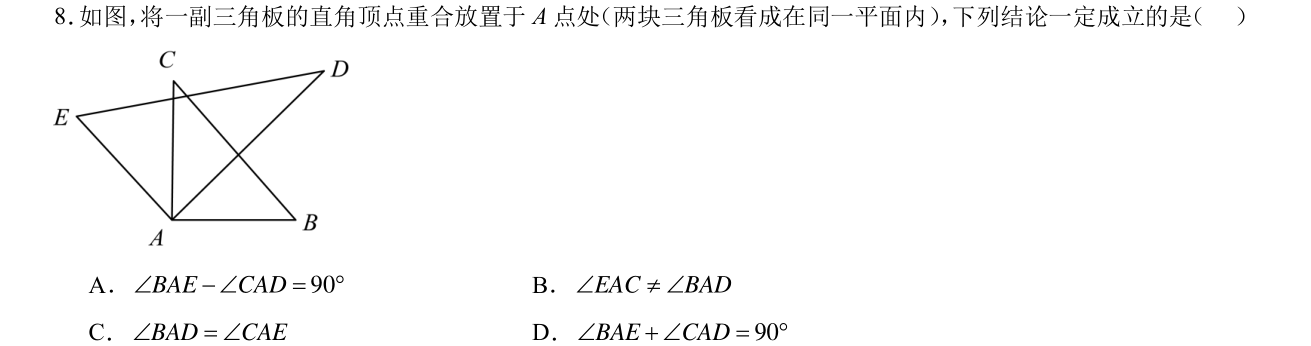 8.如图,将一副三角板的直角顶点重合放置于 A 点处(两块三角板看成在同一平面内),下列结论一定成立的是( )
C
D
E
B
A
A. ∠BAE−∠CAD=90°
B. ∠EAC≠∠BAD
C. ∠BAD=∠CAE
D. ∠BAE+∠CAD=90°